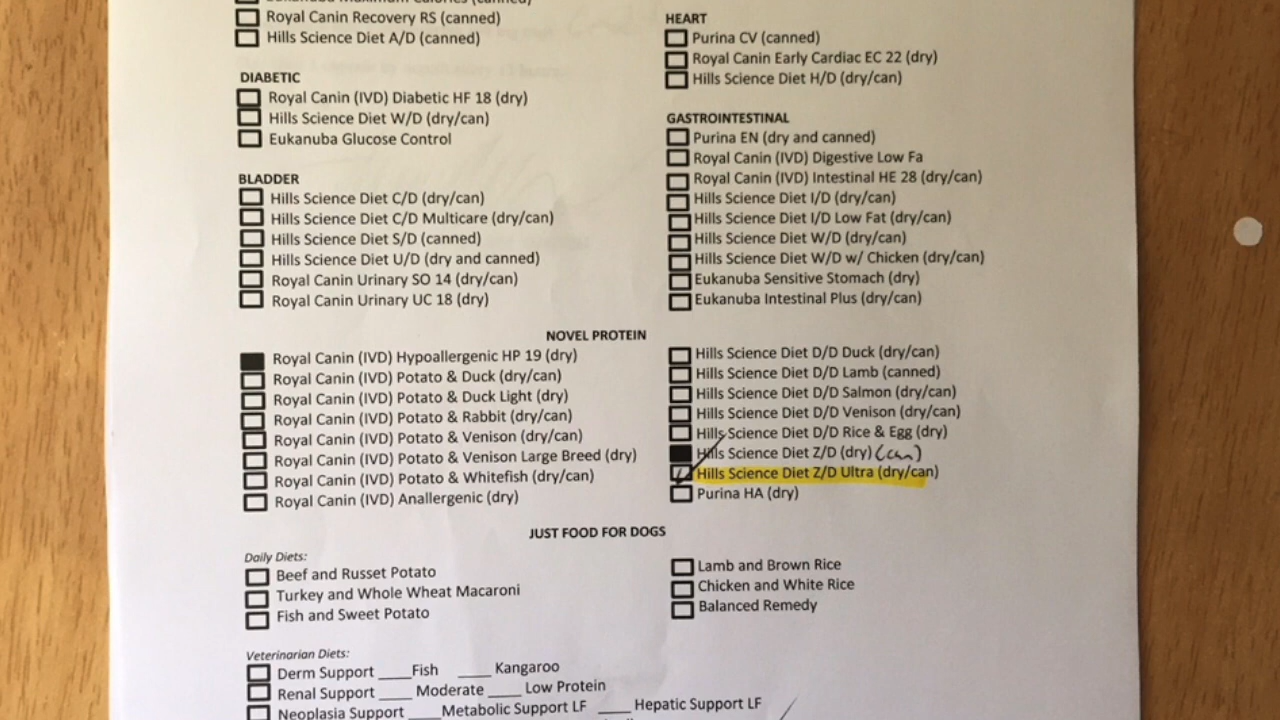 Eukanuba Maximum Calories (canned)
Royal Canin Recovery RS (canned)
Hills Science Diet A/D (canned)
DIABETIC
Royal Canin (IVD) Diabetic HF 18 (dry)
Hills Science Diet W/D (dry/can)
Eukanuba Glucose Control
BLADDER
Hills Science Diet C/D (dry/can)
Hills Science Diet C/D Multicare (dry/can)
Hills Science Diet S/D (canned)
Hills Science Diet U/D (dry and canned)
Royal Canin Urinary SO 14 (dry/can)
Royal Canin Urinary UC 18 (dry)
HEART
Purina CV (canned)
Royal Canin Early Cardiac EC 22 (dry)
Hills Science Diet H/D (dry/can)
GASTROINTESTINAL
Purina EN (dry and canned)
Royal Canin (IVD) Digestive Low Fa
Royal Canin (IVD) Intestinal HE 28 (dry/can)
Hills Science Diet I/D (dry/can)
Hills Science Diet I/D Low Fat (dry/can)
Hills Science Diet W/D (dry/can)
Hills Science Diet W/D w/ Chicken (dry/can)
Eukanuba Sensitive Stomach (dry)
Eukanuba Intestinal Plus (dry/can)
NOVEL PROTEIN
Royal Canin (IVD) Hypoallergenic HP 19 (dry)
Royal Canin (IVD) Potato & Duck (dry/can)
Royal Canin (IVD) Potato & Duck Light (dry)
Royal Canin (IVD) Potato & Rabbit (dry/can)
Royal Canin (IVD) Potato & Venison (dry/can)
Royal Canin (IVD) Potato & Venison Large Breed (dry)
Royal Canin (IVD) Potato & Whitefish (dry/can)
Royal Canin (IVD) Anallergenic (dry)
Hills Science Diet D/D Duck (dry/can)
Hills Science Diet D/D Lamb (canned)
Hills Science Diet D/D Salmon (dry/can)
Hills Science Diet D/D Venison (dry/can)
Hills Science Diet D/D Rice & Egg (dry)
Hills Science Diet Z/D (dry) (can)
Hills Science Diet Z/D Ultra (dry/can)
Purina HA (dry)
JUST FOOD FOR DOGS
Daily Diets:
Beef and Russet Potato
Turkey and Whole Wheat Macaroni
Fish and Sweet Potato
Lamb and Brown Rice
Chicken and White Rice
Balanced Remedy
Veterinarian Diets:
Derm Support ____Fish ____ Kangaroo
Renal Support ____ Moderate ____ Low Protein
Neoplasia Support ____Metabolic Support LF ____ Hepatic Support LF